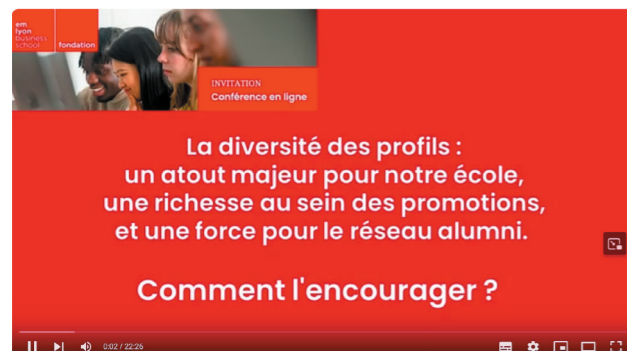 em
lyon
business
school
fondation
INVITATION
Conférence en ligne
La diversité des profils :
un atout majeur pour notre école,
une richesse au sein des promotions,
et une force pour le réseau alumni.
Comment l'encourager ?
0:02 / 22:26